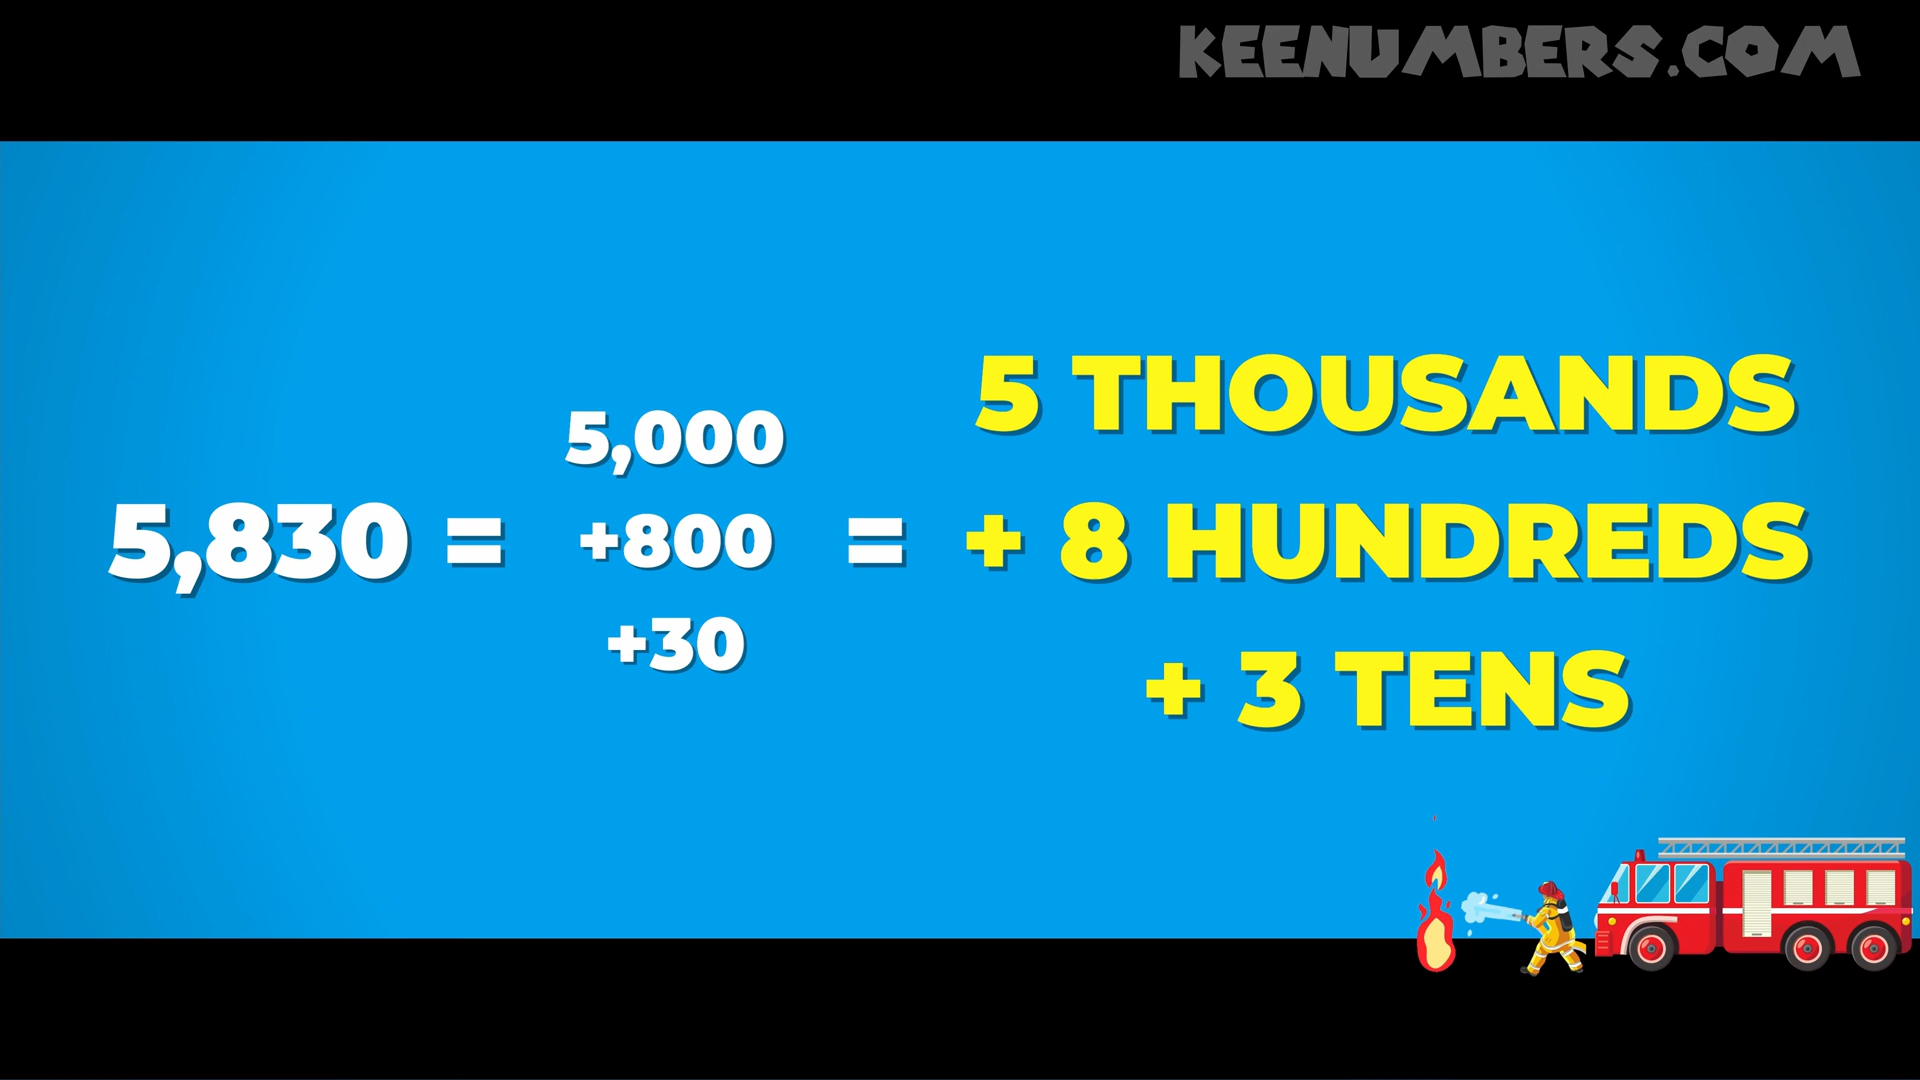 KEENUMBERS.COM
5,830 =
5,000
+800
+30
=
5 THOUSANDS
+ 8 HUNDREDS
+ 3 TENS